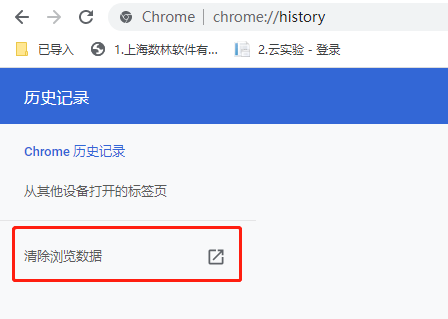 Chrome | chrome://history
已导入 1.上海数林软件有... 2.云实验 - 登录
历史记录
Chrome 历史记录
从其他设备打开的标签页
清除浏览数据